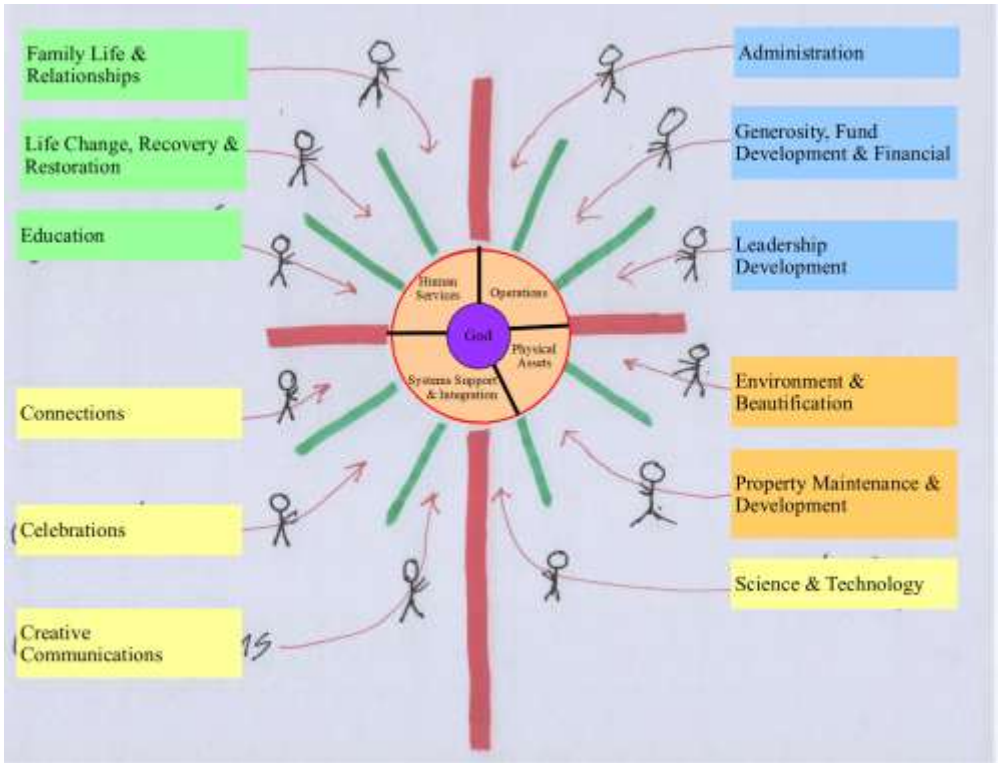 Family Life &
Relationships
Administration
Life Change, Recovery &
Restoration
Generosity, Fund
Development & Financial
Education
Leadership
Development
Human
Services
Operations
God
Physical
Assets
Systems Support
& Integration
Connections
Environment &
Beautification
Celebrations
Property Maintenance &
Development
Science & Technology
Creative
Communications